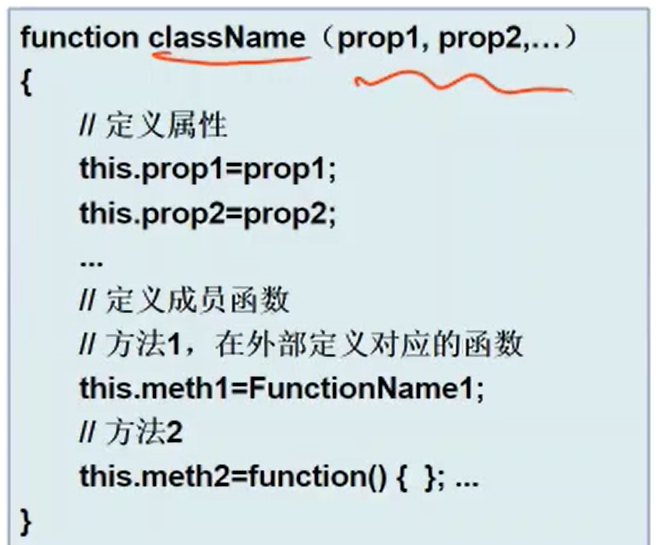 function className（prop1, prop2,…）
{
// 定义属性
this.prop1=prop1;
this.prop2=prop2;
...
// 定义成员函数
// 方法1，在外部定义对应的函数
this.meth1=FunctionName1;
// 方法2
this.meth2=function() {  }; ...
}